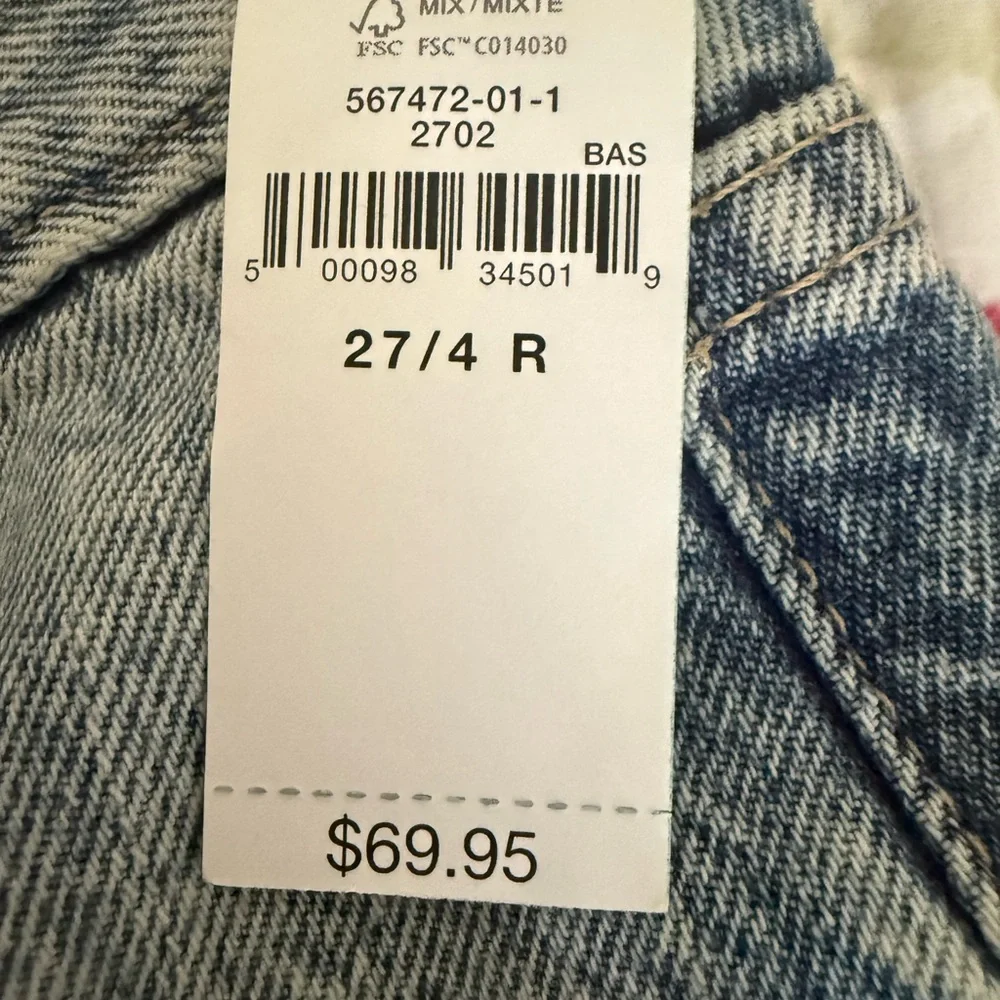 MIX / MIXTE
FSC FSC™ C014030
567472-01-1
2702
BAS
5 00098 34501 9
27/4 R
$69.95